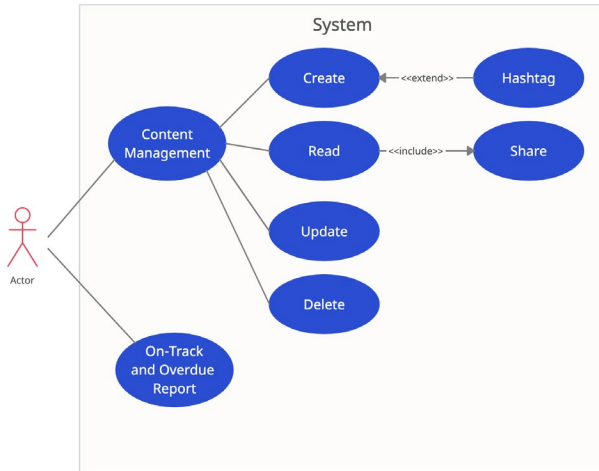 System
Create
<<extend>>
Hashtag
Content
Management
Read
<<include>>
Share
Update
Actor
Delete
On-Track
and Overdue
Report